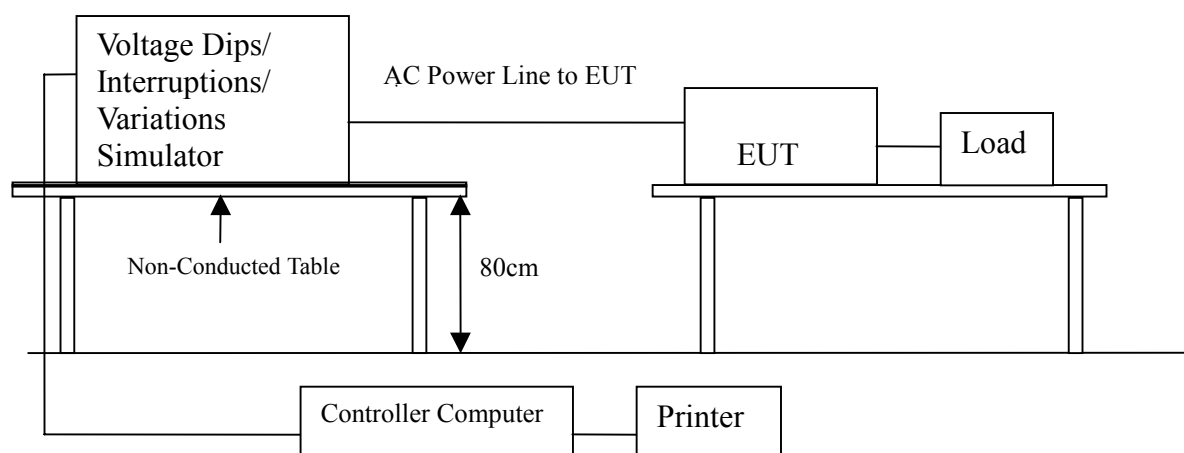 Voltage Dips/
Interruptions/
Variations
Simulator
AC Power Line to EUT
EUT
Load
Non-Conducted Table
80cm
Controller Computer
Printer